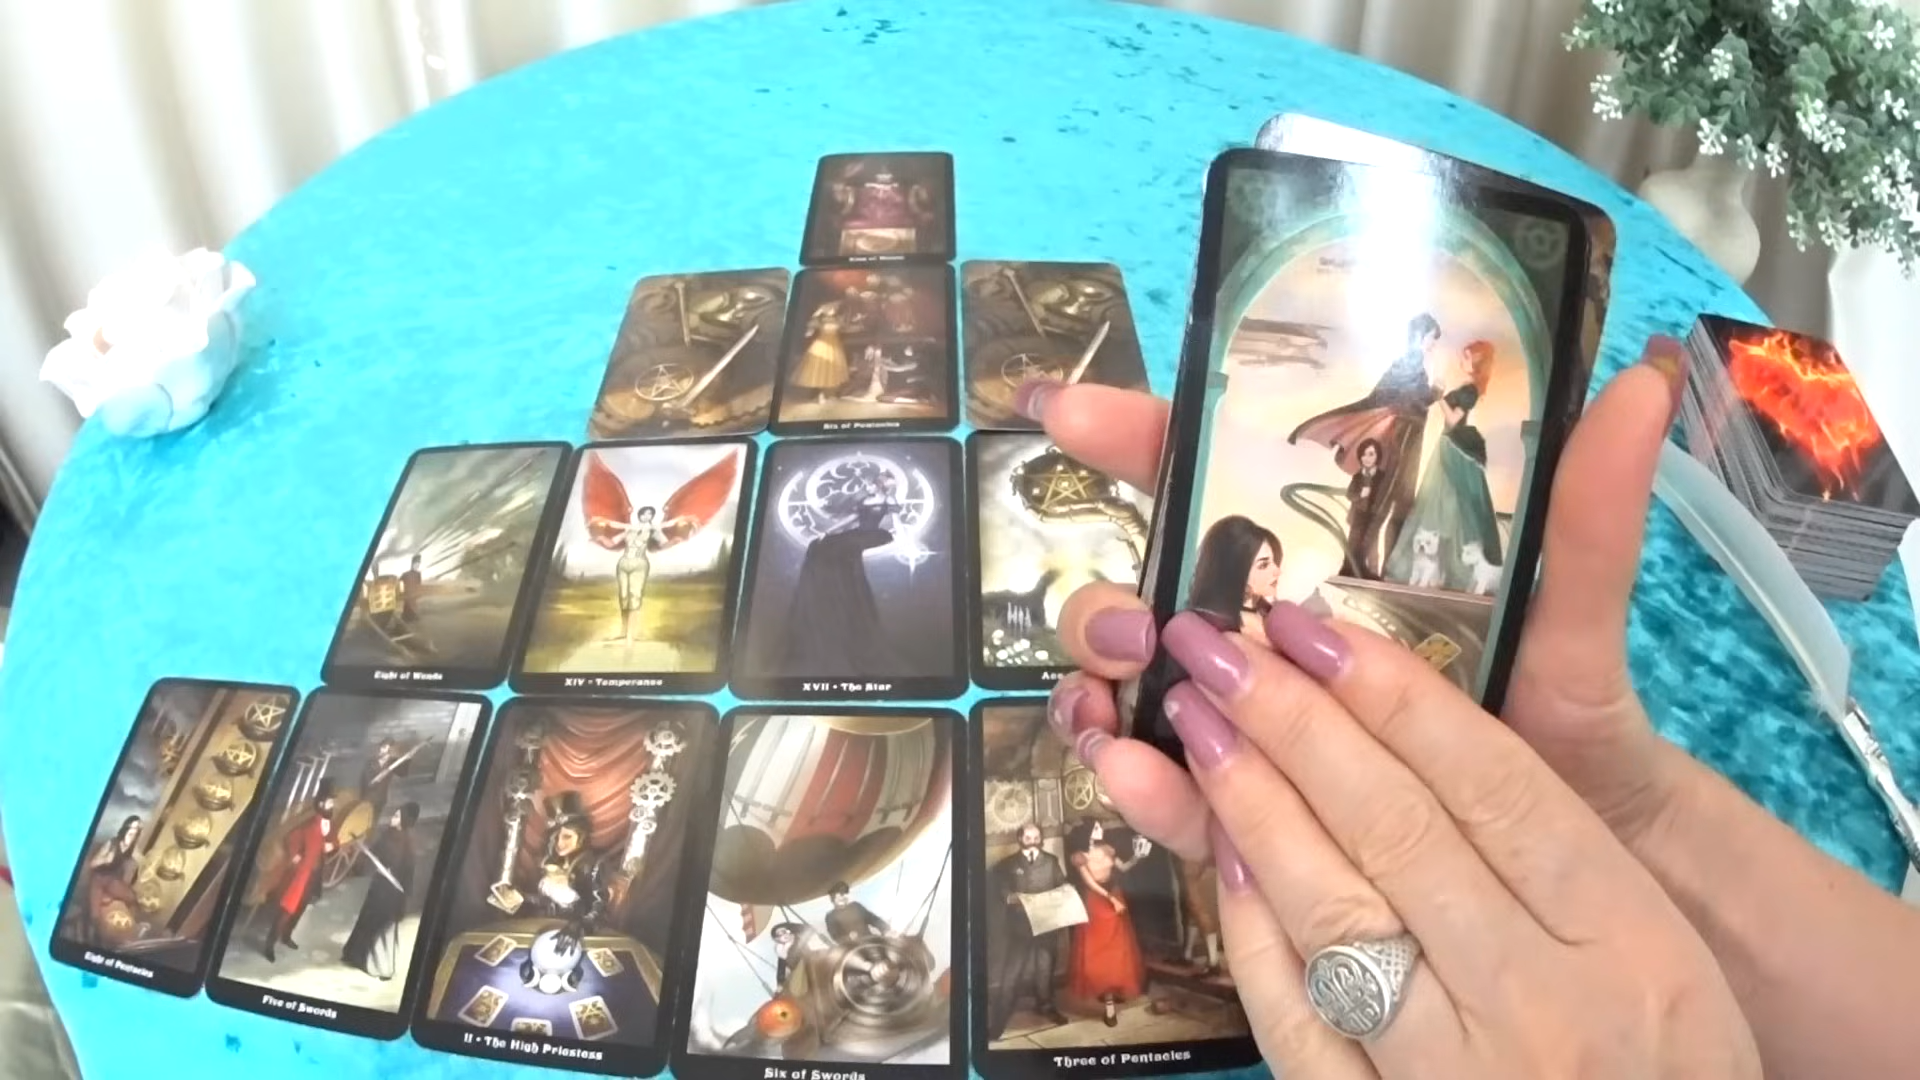 Six of Pentacles
Eight of Wands
XIV • Temperance
XVII • The Star
Ace
Eight of Pentacles
Five of Swords
II • The High Priestess
Six of Swords
Three of Pentacles